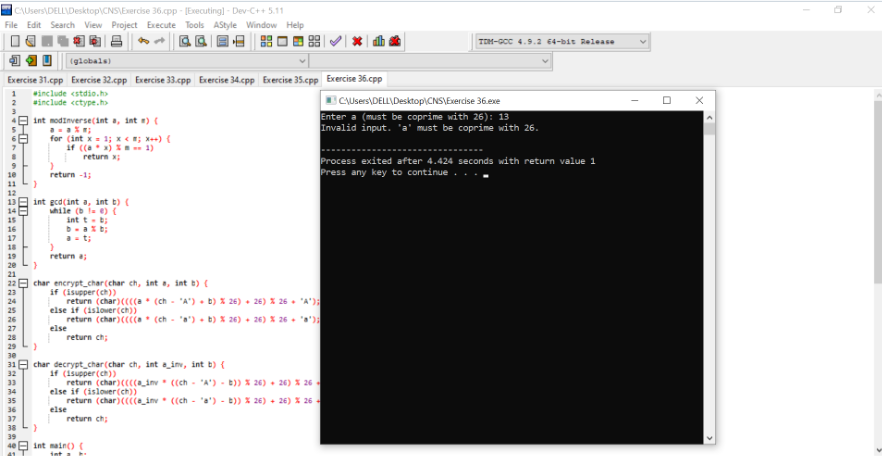 C:\Users\DELL\Desktop\CNS\Exercise 36.cpp - [Executing] - Dev-C++ 5.11
File Edit Search View Project Execute Tools AStyle Window Help
TDM-GCC 4.9.2 64-bit Release
(globals)
Exercise 31.cpp Exercise 32.cpp Exercise 33.cpp Exercise 34.cpp Exercise 35.cpp Exercise 36.cpp
1 #include <stdio.h>
2 #include <ctype.h>
3
4 int modInverse(int a, int m) {
5 a = a % m;
6 for (int x = 1; x < m; x++) {
7 if ((a * x) % m == 1)
8 return x;
9 }
10 return -1;
11 }
12
13 int gcd(int a, int b) {
14 while (b != 0) {
15 int t = b;
16 b = a % b;
17 a = t;
18 }
19 return a;
20 }
21
22 char encrypt_char(char ch, int a, int b) {
23 if (isupper(ch))
24 return (char)((((a * (ch - 'A') + b) % 26) + 26) % 26 + 'A');
25 else if (islower(ch))
26 return (char)((((a * (ch - 'a') + b) % 26) + 26) % 26 + 'a');
27 else
28 return ch;
29 }
30
31 char decrypt_char(char ch, int a_inv, int b) {
32 if (isupper(ch))
33 return (char)((((a_inv * ((ch - 'A') - b)) % 26) + 26) % 26 +
34 else if (islower(ch))
35 return (char)((((a_inv * ((ch - 'a') - b)) % 26) + 26) % 26 +
36 else
37 return ch;
38 }
39
40 int main() {
41 int a, b;
C:\Users\DELL\Desktop\CNS\Exercise 36.exe
Enter a (must be coprime with 26): 13
Invalid input. 'a' must be coprime with 26.
--------------------------------
Process exited after 4.424 seconds with return value 1
Press any key to continue . . .